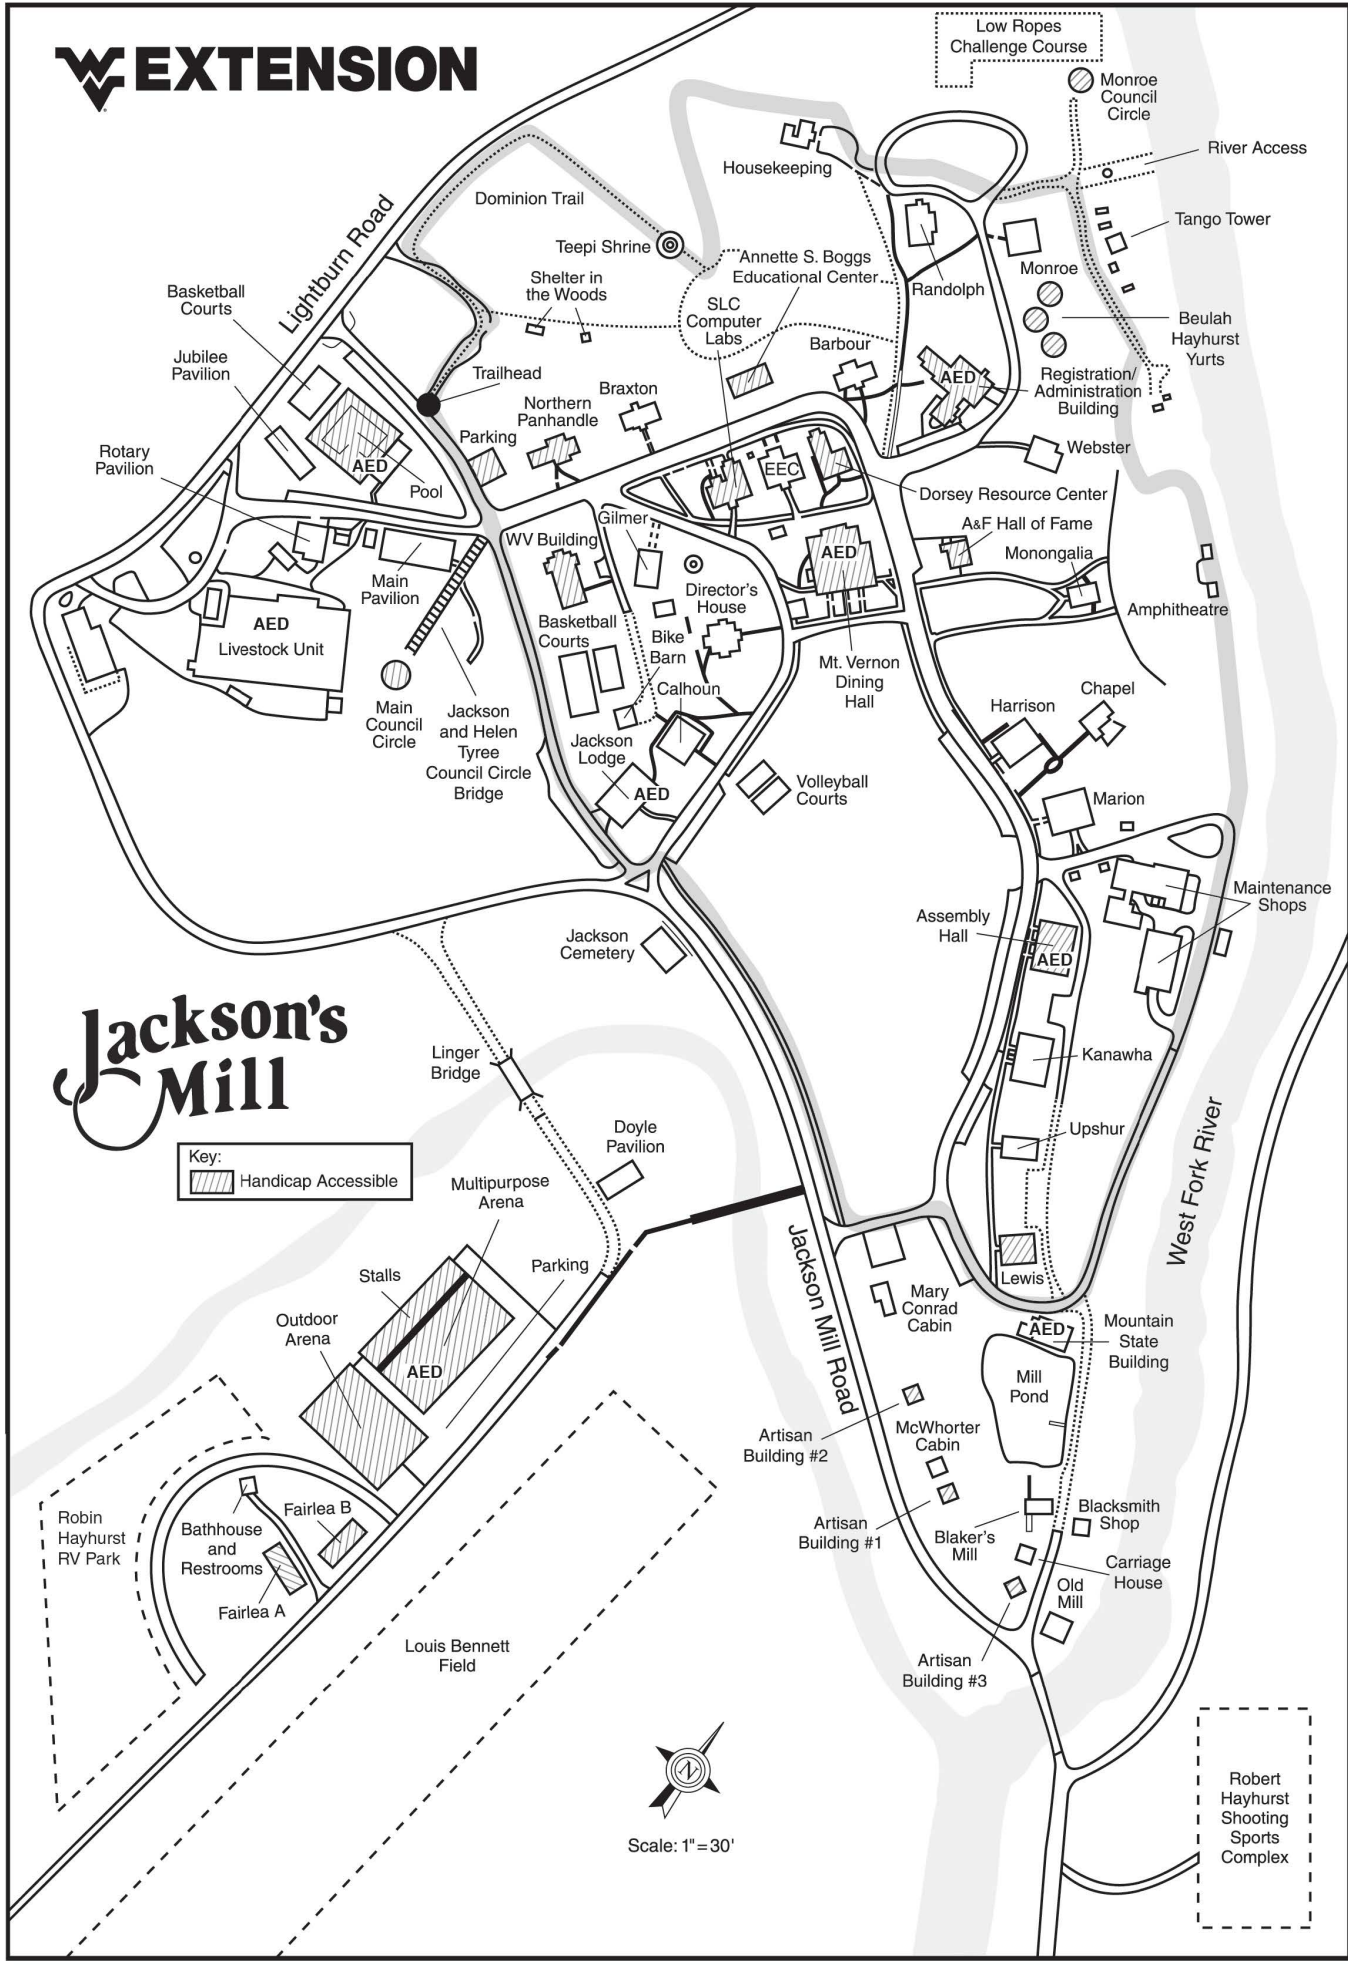 WV EXTENSION
Low Ropes
Challenge Course
Monroe
Council
Circle
River Access
Housekeeping
Tango Tower
Dominion Trail
Lightburn Road
Teepi Shrine
Annette S. Boggs
Educational Center
Randolph
Monroe
Shelter in
the Woods
SLC
Computer
Labs
Beulah
Hayhurst
Yurts
Basketball
Courts
Barbour
Jubilee
Pavilion
Trailhead
AED
Registration/
Administration
Building
Braxton
Northern
Panhandle
Parking
Rotary
Pavilion
AED
Pool
EEC
Webster
Dorsey Resource Center
Gilmer
A&F Hall of Fame
WV Building
AED
Monongalia
Main
Pavilion
Director's
House
Amphitheatre
AED
Livestock Unit
Basketball
Courts
Bike
Barn
Mt. Vernon
Dining
Hall
Calhoun
Main
Council
Circle
Jackson
and Helen
Tyree
Council Circle
Bridge
Jackson
Lodge
AED
Harrison
Chapel
Volleyball
Courts
Marion
Maintenance
Shops
Assembly
Hall
AED
Jackson
Cemetery
Jackson's
Mill
Linger
Bridge
Kanawha
Key:
Handicap Accessible
Doyle
Pavilion
Upshur
West Fork River
Multipurpose
Arena
Stalls
Parking
Jackson Mill Road
Lewis
Outdoor
Arena
AED
Mary
Conrad
Cabin
AED
Mountain
State
Building
Mill
Pond
Artisan
Building #2
McWhorter
Cabin
Robin
Hayhurst
RV Park
Bathhouse
and
Restrooms
Fairlea B
Fairlea A
Artisan
Building #1
Blaker's
Mill
Blacksmith
Shop
Carriage
House
Old
Mill
Louis Bennett
Field
Artisan
Building #3
N
Scale: 1"=30'
Robert
Hayhurst
Shooting
Sports
Complex